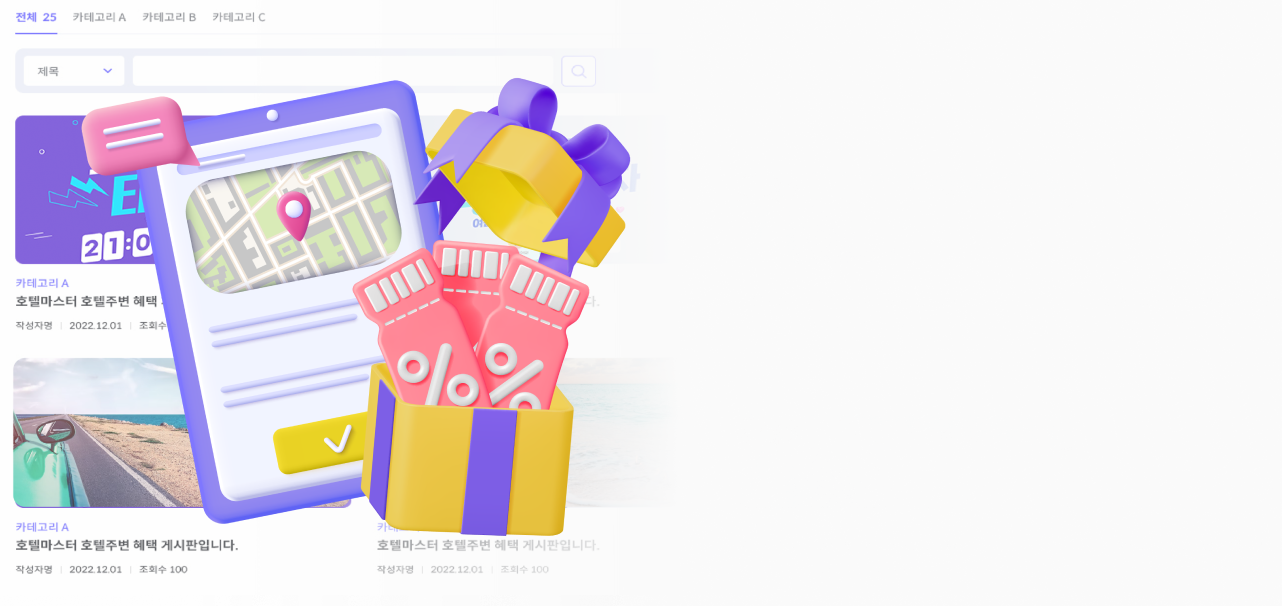 전체 25 카테고리 A 카테고리 B 카테고리 C
제목
21:0
카테고리 A
호텔마스터 호텔주변 혜택
작성자명 2022.12.01 조회수
카테고리 A
호텔마스터 호텔주변 혜택 게시판입니다. 호텔마스터 호텔주변 혜택 게시판입니다.
작성자명 2022.12.01 조회수 100 작성자명 2022.12.01 조회수 100